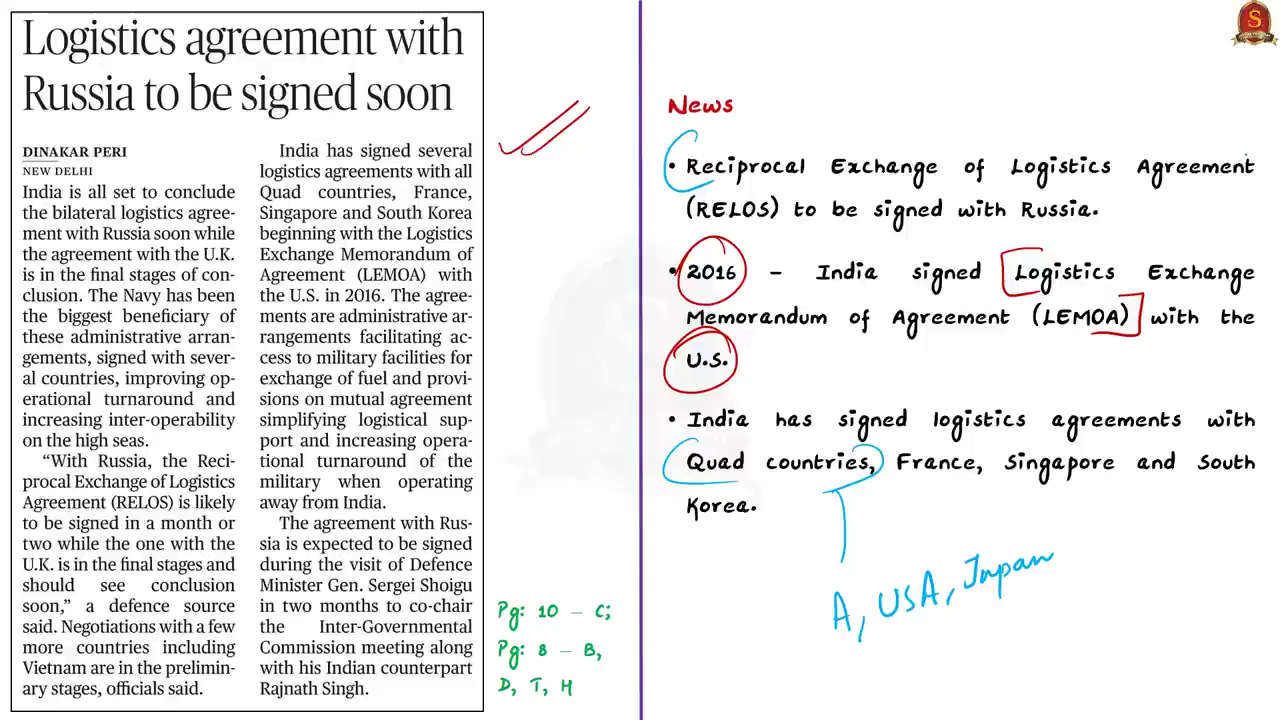 Logistics agreement with
Russia to be signed soon
DINAKAR PERI
NEW DELHI
India is all set to conclude
the bilateral logistics agree-
ment with Russia soon while
the agreement with the U.K.
is in the final stages of con-
clusion. The Navy has been
the biggest beneficiary of
these administrative arran-
gements, signed with sever-
al countries, improving op-
erational turnaround and
increasing inter-operability
on the high seas.
“With Russia, the Reci-
procal Exchange of Logistics
Agreement (RELOS) is likely
to be signed in a month or
two while the one with the
U.K. is in the final stages and
should see conclusion
soon,” a defence source
said. Negotiations with a few
more countries including
Vietnam are in the prelimin-
ary stages, officials said.
India has signed several
logistics agreements with all
Quad countries, France,
Singapore and South Korea
beginning with the Logistics
Exchange Memorandum of
Agreement (LEMOA) with
the U.S. in 2016. The agree-
ments are administrative ar-
rangements facilitating ac-
cess to military facilities for
exchange of fuel and provi-
sions on mutual agreement
simplifying logistical sup-
port and increasing opera-
tional turnaround of the
military when operating
away from India.
The agreement with Rus-
sia is expected to be signed
during the visit of Defence
Minister Gen. Sergei Shoigu
in two months to co-chair
the Inter-Governmental
Commission meeting along
with his Indian counterpart
Rajnath Singh.
Pg: 10 – C;
Pg: 8 – B,
D, T, H
News
• Reciprocal Exchange of Logistics Agreement
(RELOS) to be signed with Russia.
• 2016 – India signed Logistics Exchange
Memorandum of Agreement (LEMOA) with the
U.S.
• India has signed logistics agreements with
Quad countries, France, Singapore and South
Korea.
A, USA, Japan
S